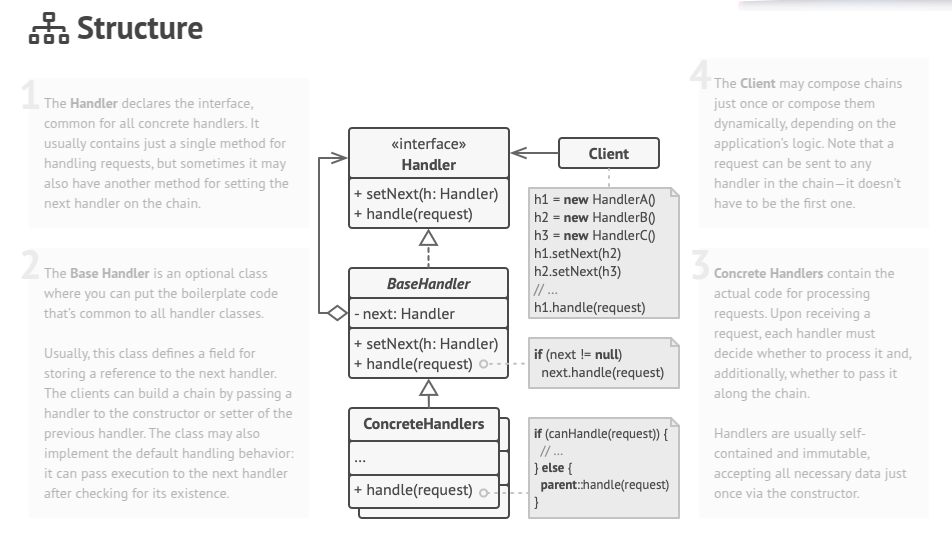 Structure
1
The Handler declares the interface,
common for all concrete handlers. It
usually contains just a single method for
handling requests, but sometimes it may
also have another method for setting the
next handler on the chain.
2
The Base Handler is an optional class
where you can put the boilerplate code
that's common to all handler classes.
Usually, this class defines a field for
storing a reference to the next handler.
The clients can build a chain by passing a
handler to the constructor or setter of the
previous handler. The class may also
implement the default handling behavior:
it can pass execution to the next handler
after checking for its existence.
«interface»
Handler
+ setNext(h: Handler)
+ handle(request)
BaseHandler
- next: Handler
+ setNext(h: Handler)
+ handle(request)
ConcreteHandlers
...
+ handle(request)
Client
h1 = new HandlerA()
h2 = new HandlerB()
h3 = new HandlerC()
h1.setNext(h2)
h2.setNext(h3)
// ...
h1.handle(request)
if (next != null)
next.handle(request)
if (canHandle(request)) {
// ...
} else {
parent::handle(request)
}
4
The Client may compose chains
just once or compose them
dynamically, depending on the
application's logic. Note that a
request can be sent to any
handler in the chain—it doesn't
have to be the first one.
3
Concrete Handlers contain the
actual code for processing
requests. Upon receiving a
request, each handler must
decide whether to process it and,
additionally, whether to pass it
along the chain.
Handlers are usually self-
contained and immutable,
accepting all necessary data just
once via the constructor.